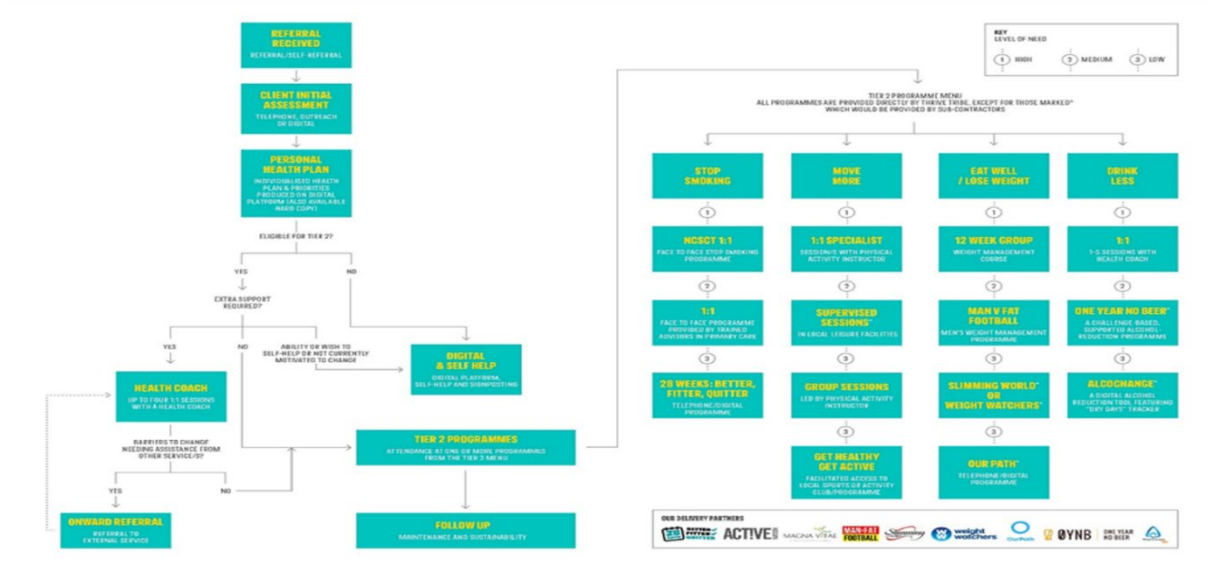 REFERRAL
RECEIVED
REFERRAL/SELF-REFERRAL
CLIENT INITIAL
ASSESSMENT
TELEPHONE, OUTREACH
OR DIGITAL
PERSONAL
HEALTH PLAN
INDIVIDUALISED HEALTH
PLAN & PRIORITIES
PRODUCED ON DIGITAL
PLATFORM (ALSO AVAILABLE
HARD COPY)
ELIGIBLE FOR TIER 2?
YES
NO
EXTRA SUPPORT
REQUIRED?
YES
NO
ABILITY OR WISH TO
SELF-HELP OR NOT CURRENTLY
MOTIVATED TO CHANGE
DIGITAL
& SELF HELP
DIGITAL PLATFORM,
SELF-HELP AND SIGNPOSTING
HEALTH COACH
UP TO FOUR 1:1 SESSIONS
WITH A HEALTH COACH
BARRIERS TO CHANGE
NEEDING ASSISTANCE FROM
OTHER SERVICE/S?
YES
NO
ONWARD REFERRAL
REFERRAL TO
EXTERNAL SERVICE
TIER 2 PROGRAMMES
ATTENDANCE AT ONE OR MORE PROGRAMMES
FROM THE TIER 2 MENU
FOLLOW UP
MAINTENANCE AND SUSTAINABILITY
KEY
LEVEL OF NEED
1 HIGH
2 MEDIUM
3 LOW
TIER 2 PROGRAMME MENU
ALL PROGRAMMES ARE PROVIDED DIRECTLY BY THRIVE TRIBE, EXCEPT FOR THOSE MARKED*
WHICH WOULD BE PROVIDED BY SUB-CONTRACTORS
STOP
SMOKING
1
NCSCT 1:1
FACE TO FACE STOP SMOKING
PROGRAMME
2
1:1
FACE TO FACE PROGRAMME
PROVIDED BY TRAINED
ADVISORS IN PRIMARY CARE
3
28 WEEKS: BETTER,
FITTER, QUITTER
TELEPHONE/DIGITAL
PROGRAMME
MOVE
MORE
1
1:1 SPECIALIST
SESSION/S WITH PHYSICAL
ACTIVITY INSTRUCTOR
2
SUPERVISED
SESSIONS*
IN LOCAL LEISURE FACILITIES
3
GROUP SESSIONS
LED BY PHYSICAL ACTIVITY
INSTRUCTOR
3
GET HEALTHY
GET ACTIVE
FACILITATED ACCESS TO
LOCAL SPORTS OR ACTIVITY
CLUB/PROGRAMME
EAT WELL
/ LOSE WEIGHT
1
12 WEEK GROUP
WEIGHT MANAGEMENT
COURSE
2
MAN V FAT
FOOTBALL
MEN'S WEIGHT MANAGEMENT
PROGRAMME
3
SLIMMING WORLD*
OR
WEIGHT WATCHERS*
3
OUR PATH*
TELEPHONE/DIGITAL
PROGRAMME
DRINK
LESS
1
1:1
1-5 SESSIONS WITH
HEALTH COACH
2
ONE YEAR NO BEER*
A CHALLENGE-BASED,
SUPPORTED ALCOHOL-
REDUCTION PROGRAMME
3
ALCOCHANGE*
A DIGITAL ALCOHOL
REDUCTION TOOL FEATURING
"DRY DAYS" TRACKER
OUR DELIVERY PARTNERS
28 BETTER FITTER QUITTER
ACTIVE
MAGNA VITAE
MAN-FAT
FOOTBALL
Slimming
weight
watchers
OurPath
ØYNB
ONE YEAR
NO BEER